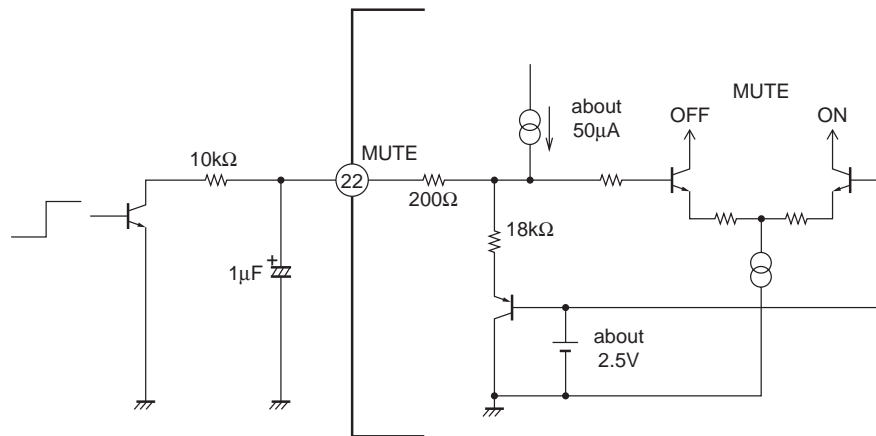 about
50µA
MUTE
OFF
ON
10kΩ
MUTE
22
200Ω
18kΩ
1µF
+
about
2.5V